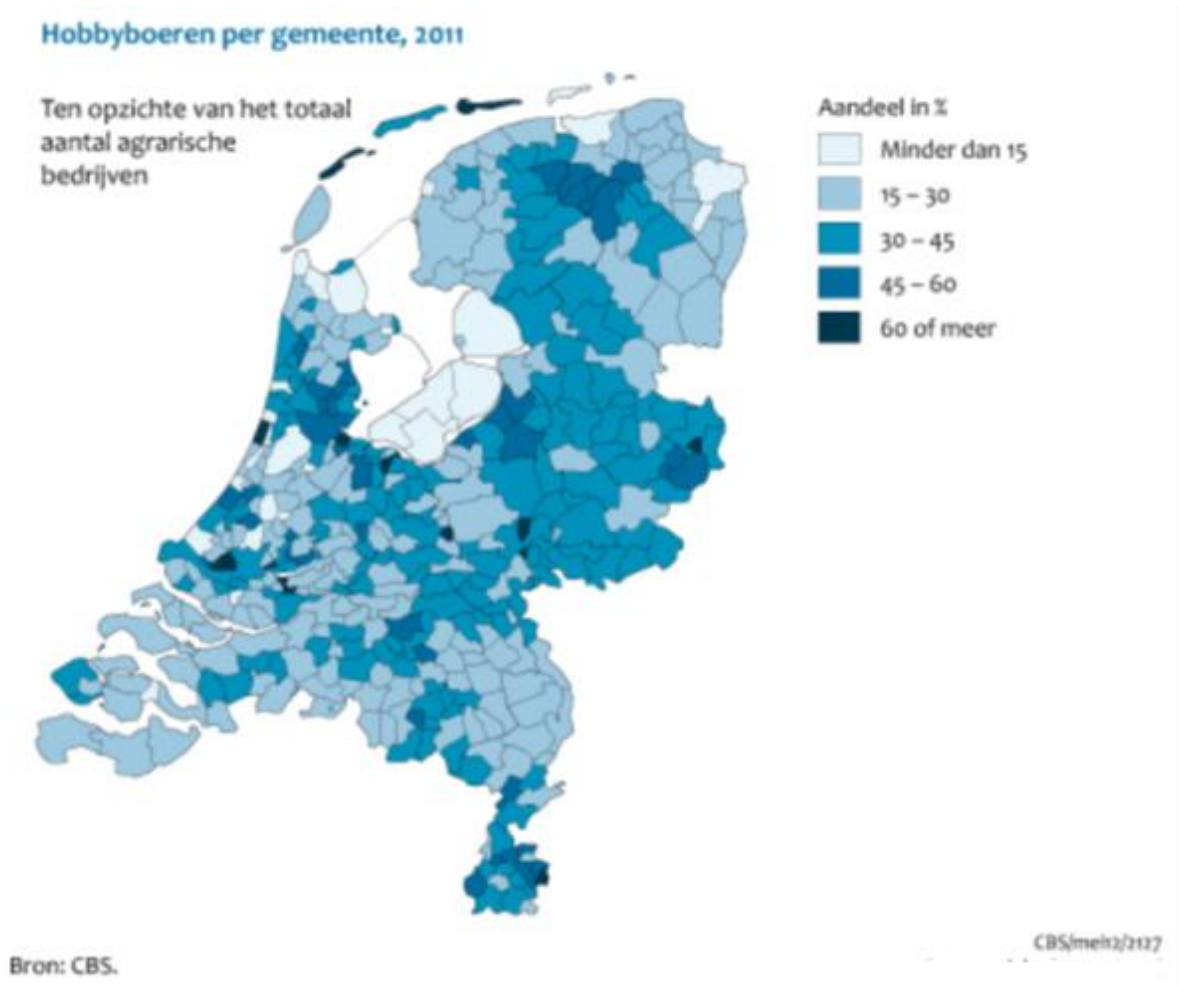 Hobbyboeren per gemeente, 2011
Ten opzichte van het totaal
aantal agrarische
bedrijven
Aandeel in %
Minder dan 15
15 – 30
30 – 45
45 – 60
60 of meer
CBS/mei12/2127
Bron: CBS.